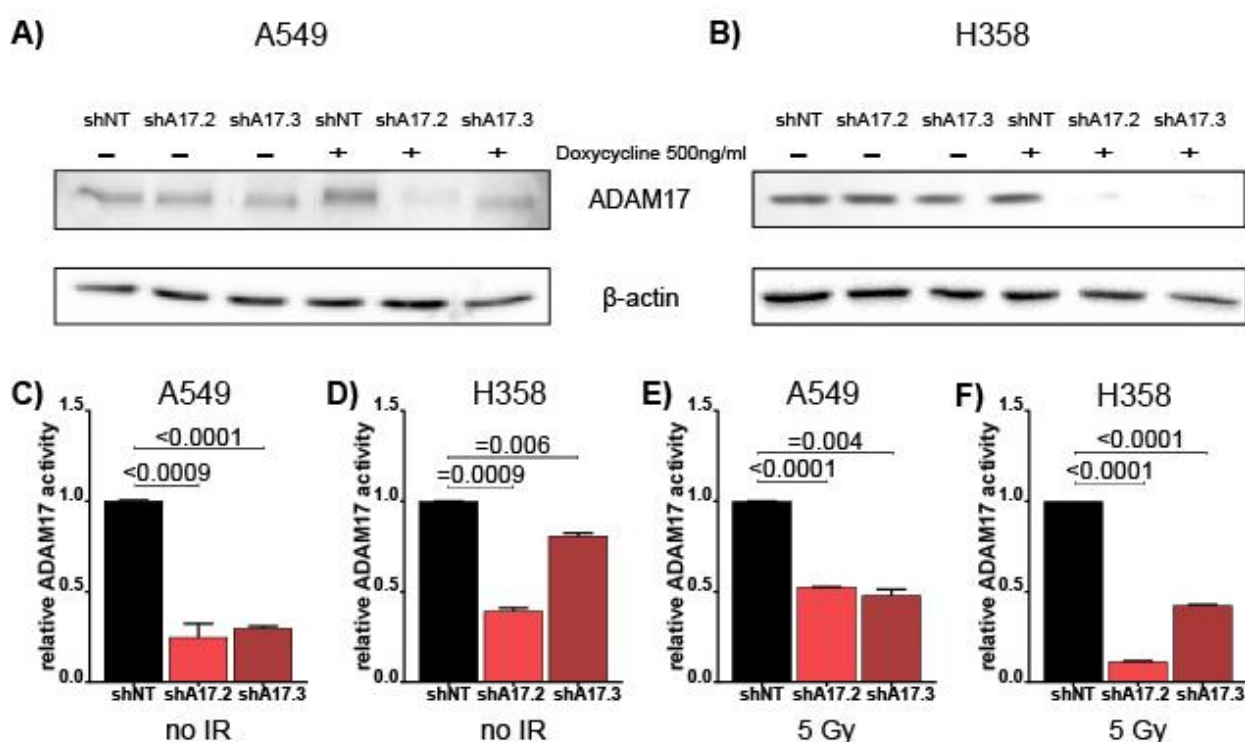 A) A549
B) H358
shNT shA17.2 shA17.3 shNT shA17.2 shA17.3
shNT shA17.2 shA17.3 shNT shA17.2 shA17.3
– – – + + +
Doxycycline 500ng/ml
– – – + + +
ADAM17
β-actin
C) A549
relative ADAM17 activity
1.5
1.0
0.5
0.0
<0.0001
<0.0009
shNT shA17.2 shA17.3
no IR
D) H358
relative ADAM17 activity
1.5
1.0
0.5
0.0
=0.006
=0.0009
shNT shA17.2 shA17.3
no IR
E) A549
relative ADAM17 activity
1.5
1.0
0.5
0.0
=0.004
<0.0001
shNT shA17.2 shA17.3
5 Gy
F) H358
relative ADAM17 activity
1.5
1.0
0.5
0.0
<0.0001
<0.0001
shNT shA17.2 shA17.3
5 Gy